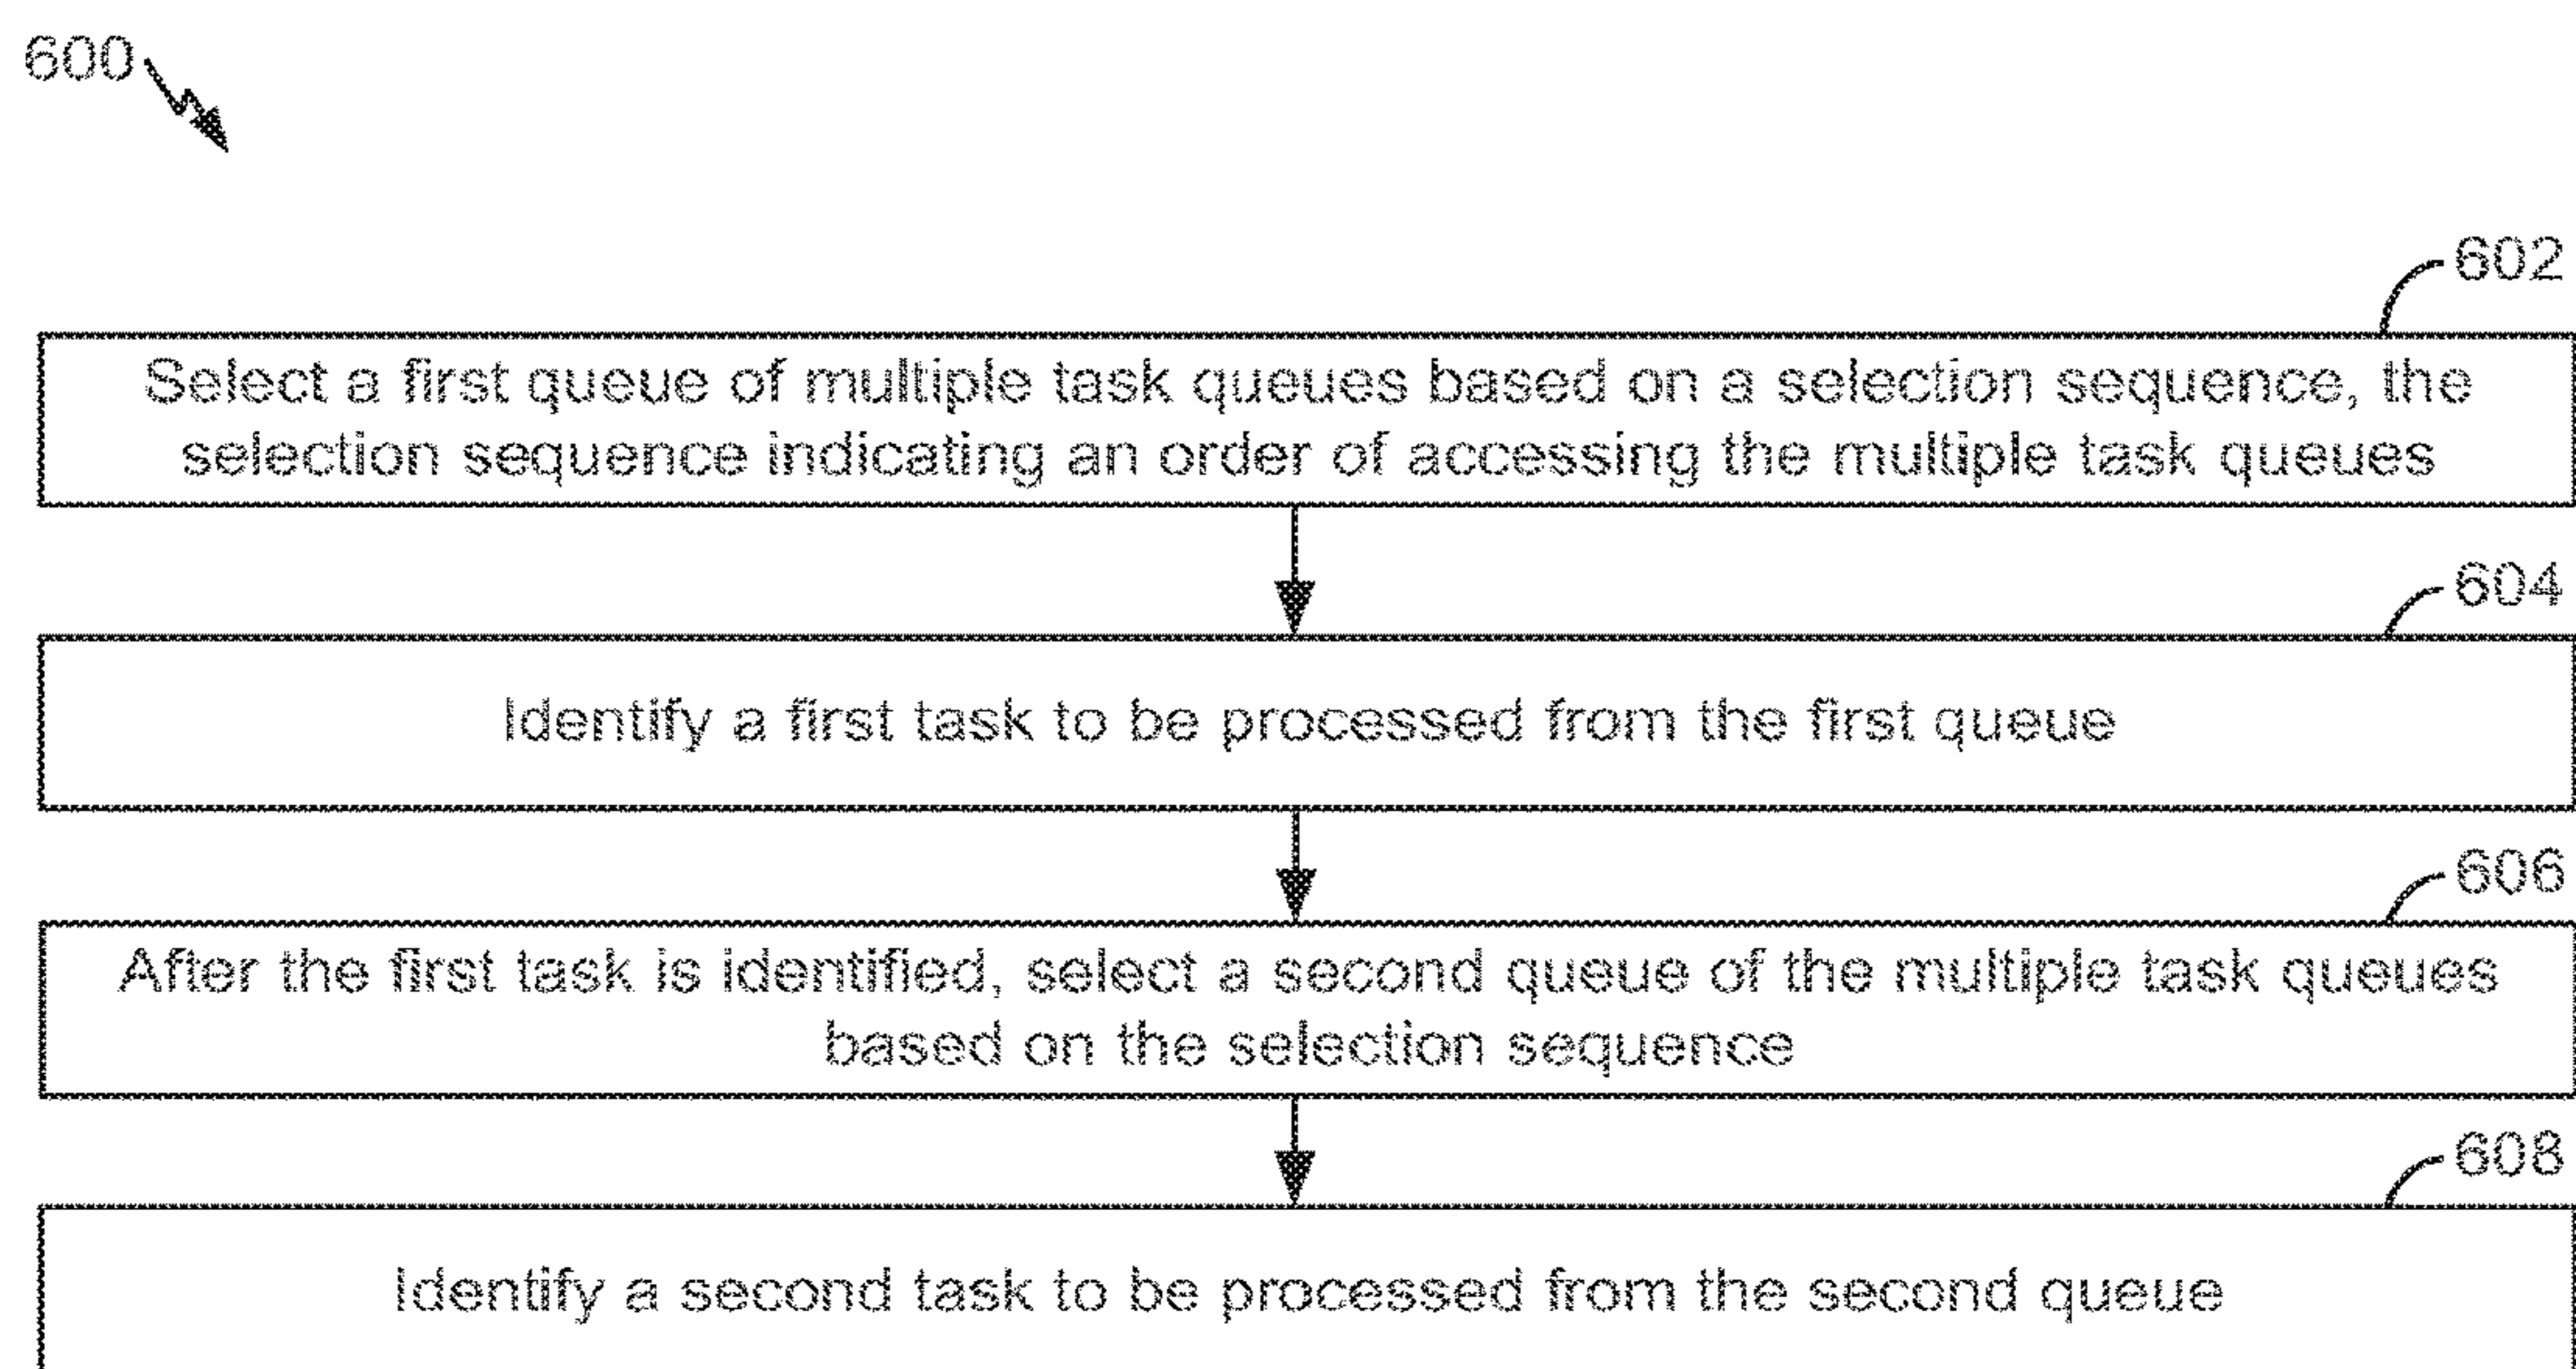 600
602
Select a first queue of multiple task queues based on a selection sequence, the
selection sequence indicating an order of accessing the multiple task queues
604
Identify a first task to be processed from the first queue
606
After the first task is identified, select a second queue of the multiple task queues
based on the selection sequence
608
Identify a second task to be processed from the second queue